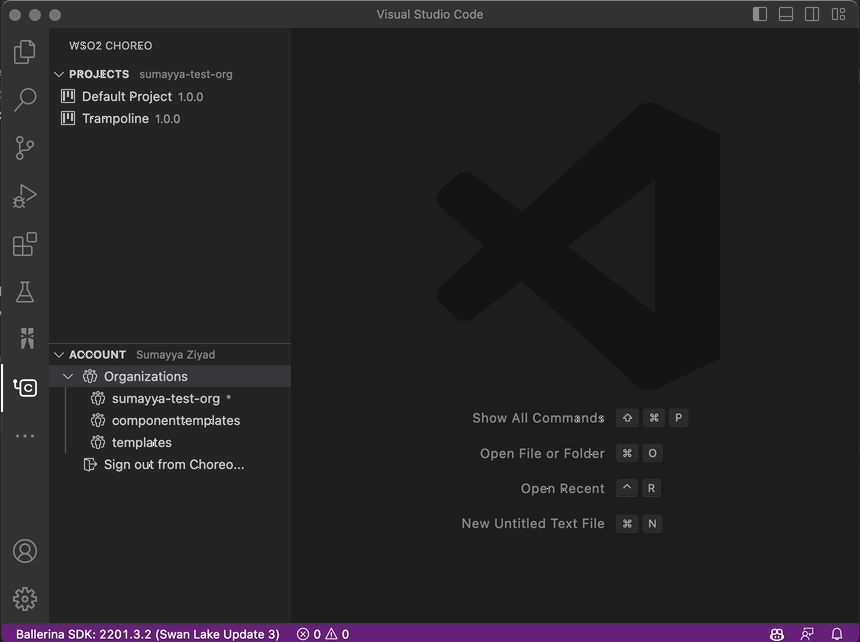 Visual Studio Code
WSO2 CHOREO
PROJECTS sumayya-test-org
Default Project 1.0.0
Trampoline 1.0.0
ACCOUNT Sumayya Ziyad
Organizations
sumayya-test-org *
componenttemplates
templates
Sign out from Choreo...
Show All Commands ⇧ ⌘ P
Open File or Folder ⌘ O
Open Recent ^ R
New Untitled Text File ⌘ N
Ballerina SDK: 2201.3.2 (Swan Lake Update 3) 0 0